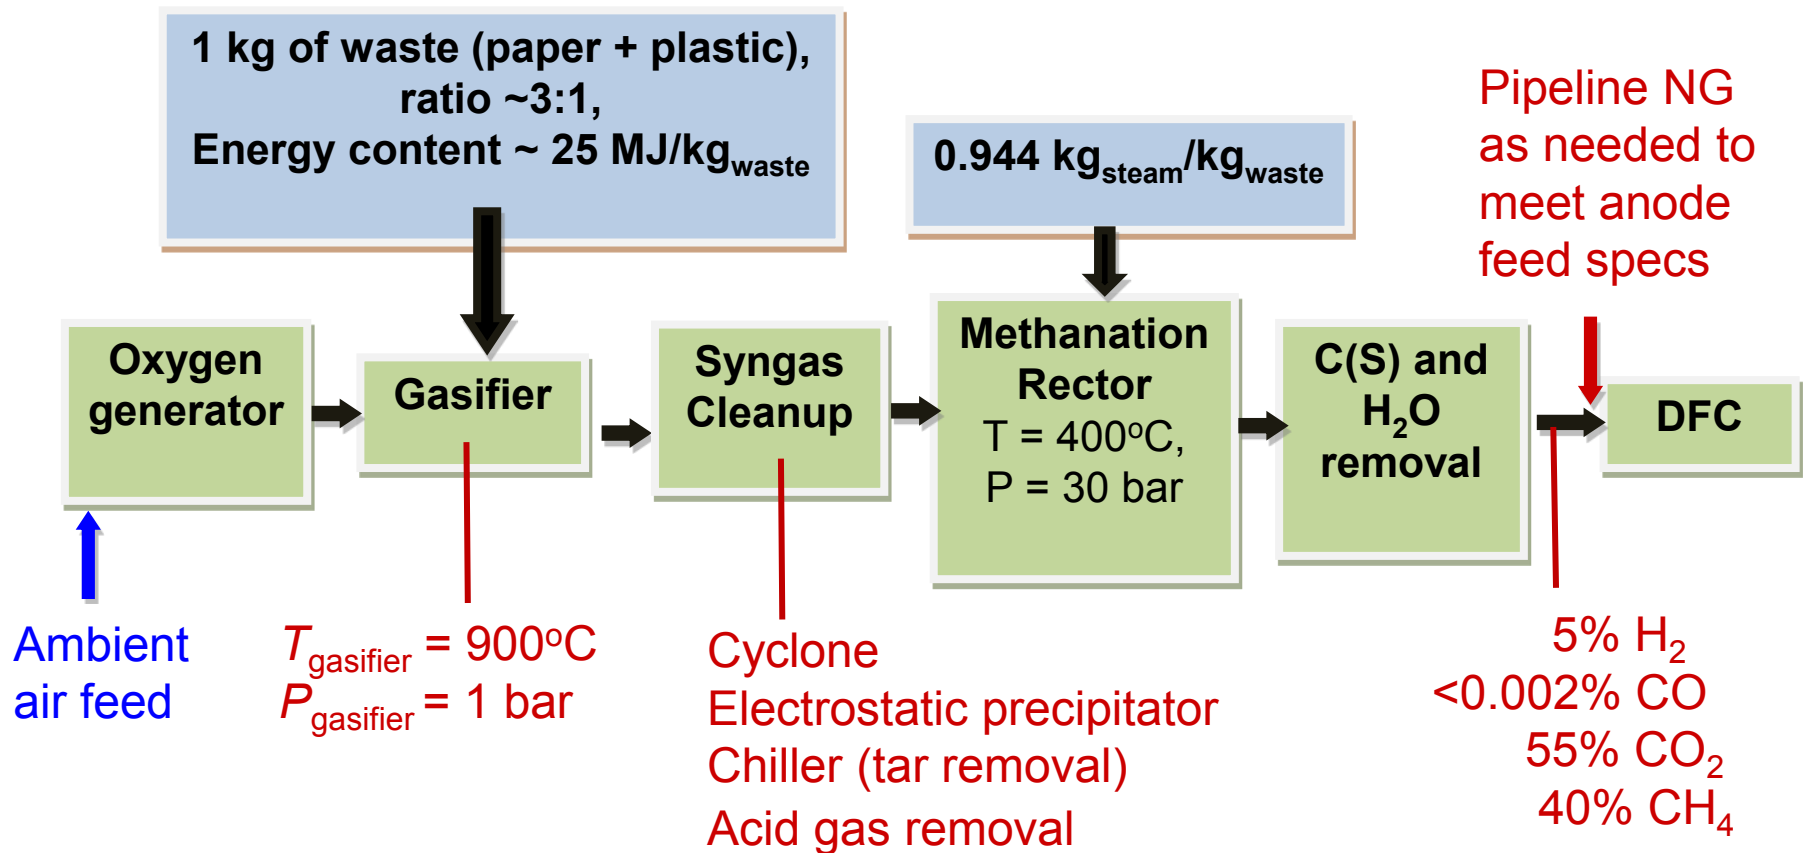 1 kg of waste (paper + plastic),
ratio ~3:1,
Energy content ~ 25 MJ/kgwaste
0.944 kgsteam/kgwaste
Pipeline NG
as needed to
meet anode
feed specs
Oxygen
generator
Gasifier
Syngas
Cleanup
Methanation
Rector
T = 400°C,
P = 30 bar
C(S) and
H2O
removal
DFC
Ambient
air feed
Tgasifier = 900°C
Pgasifier = 1 bar
Cyclone
Electrostatic precipitator
Chiller (tar removal)
Acid gas removal
5% H2
<0.002% CO
55% CO2
40% CH4